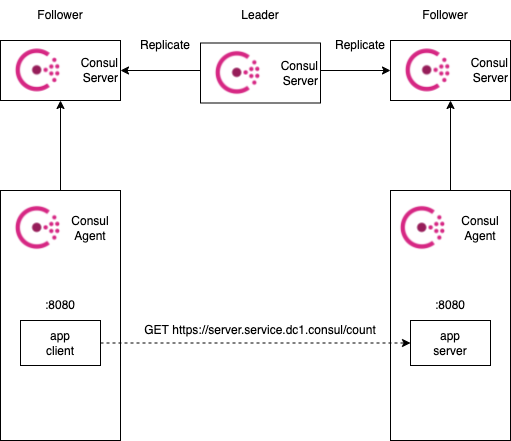 Follower
Leader
Follower
Replicate
Replicate
Consul
Server
Consul
Server
Consul
Server
Consul
Agent
Consul
Agent
:8080
:8080
app
client
GET https://server.service.dc1.consul/count
app
server